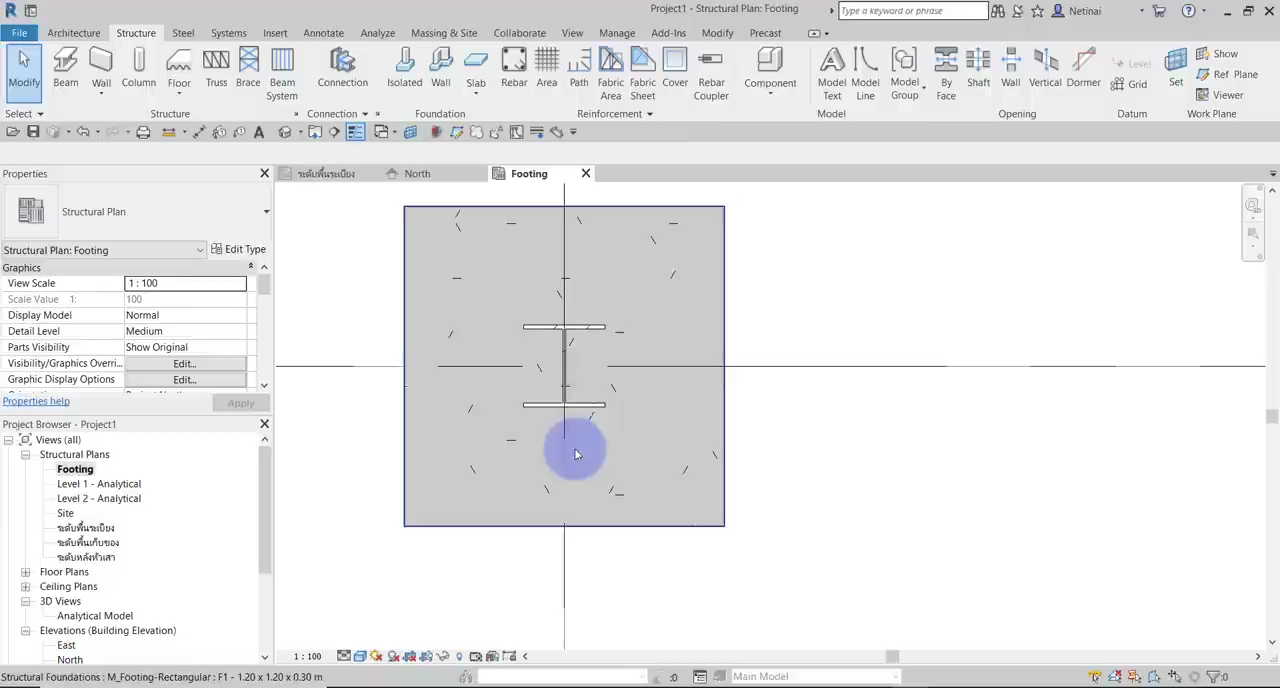 Project1 - Structural Plan: Footing
Type a keyword or phrase
Netinai
File Architecture Structure Steel Systems Insert Annotate Analyze Massing & Site Collaborate View Manage Add-Ins Modify Precast
Modify Beam Wall Column Floor Truss Brace Beam System Connection Isolated Wall Slab Rebar Area Path Fabric Area Fabric Sheet Cover Rebar Coupler Component Model Text Model Line Model Group By Face Shaft Wall Vertical Dormer Level Grid Set Show Ref Plane Viewer
Select Structure Connection Foundation Reinforcement Model Opening Datum Work Plane
Properties
ระดับพื้นระเบียง North Footing
Structural Plan
Structural Plan: Footing Edit Type
Graphics
View Scale 1 : 100
Scale Value 1: 100
Display Model Normal
Detail Level Medium
Parts Visibility Show Original
Visibility/Graphics Overri... Edit...
Graphic Display Options Edit...
Properties help Apply
Project Browser - Project1
Views (all)
Structural Plans
Footing
Level 1 - Analytical
Level 2 - Analytical
Site
ระดับพื้นระเบียง
ระดับพื้นเก็บของ
ระดับหลังหัวเสา
Floor Plans
Ceiling Plans
3D Views
Analytical Model
Elevations (Building Elevation)
East
North
1 : 100
Structural Foundations : M_Footing-Rectangular : F1 - 1.20 x 1.20 x 0.30 m
:0
Main Model
:0